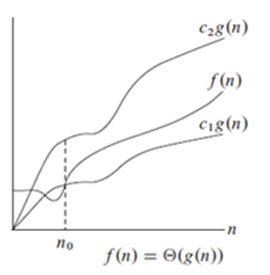 c₂g(n)
f(n)
c₁g(n)
n
n₀
f(n) = Θ(g(n))